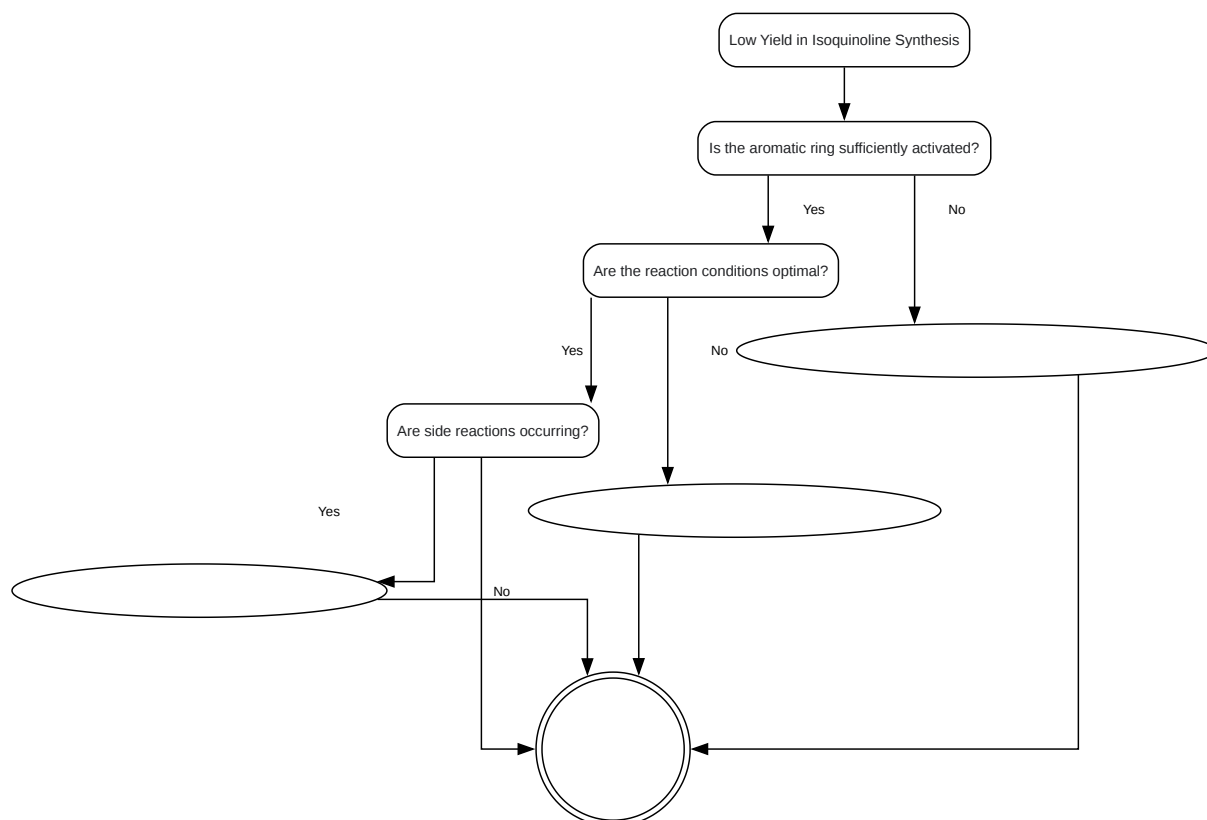 Low Yield in Isoquinoline Synthesis
Is the aromatic ring sufficiently activated?
Yes
No
Are the reaction conditions optimal?
Yes
No
Are side reactions occurring?
Yes
No